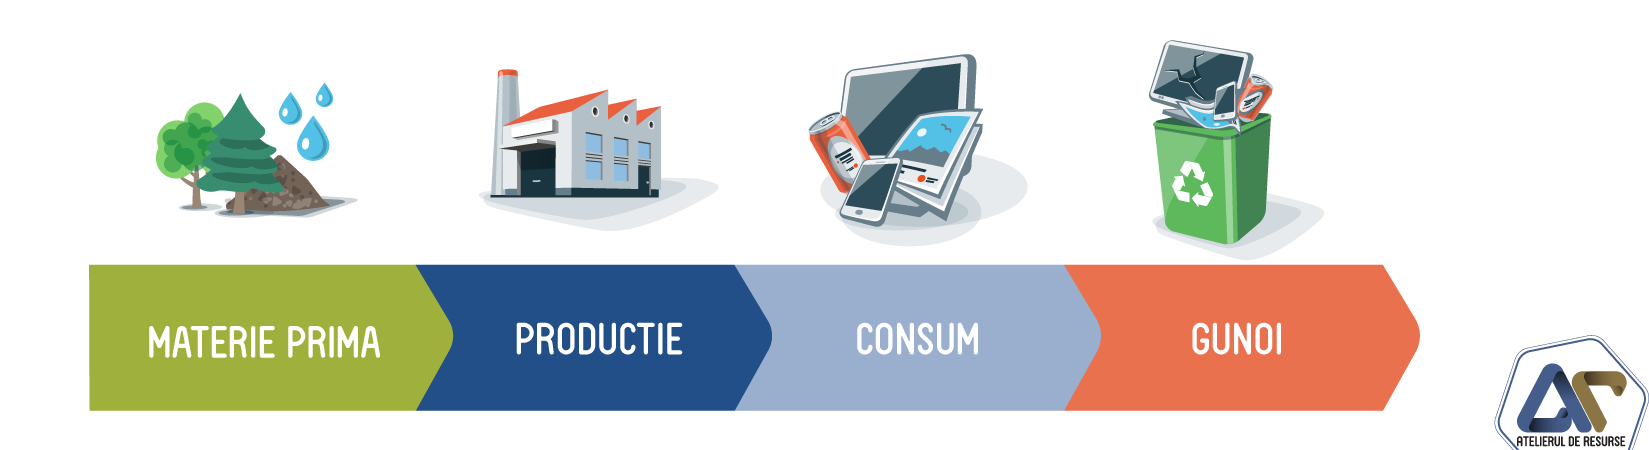 MATERIE PRIMA
PRODUCTIE
CONSUM
GUNOI
ATELIERUL DE RESURSE